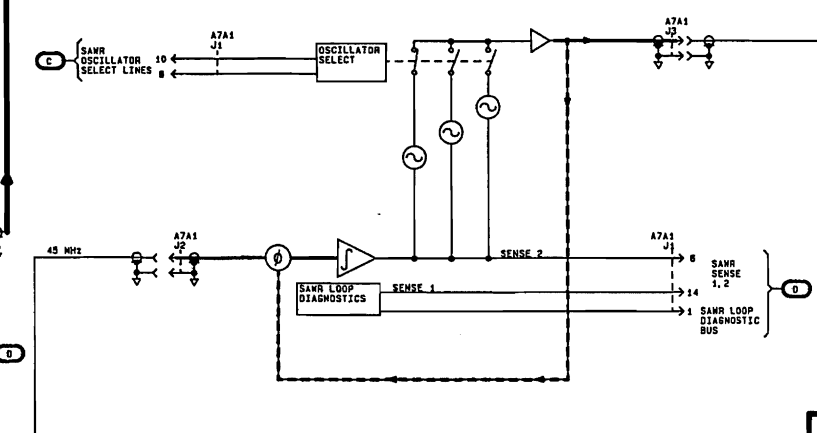 A7A1
J1
A7A1
J3
C
SAWR
OSCILLATOR
SELECT LINES
10
8
OSCILLATOR
SELECT
45 MHz
A7A1
J2
ø
∫
SENSE 2
A7A1
J1
6
SAWR
SENSE
1,2
D
SAWR LOOP
DIAGNOSTICS
SENSE 1
14
1
SAWR LOOP
DIAGNOSTIC
BUS
D